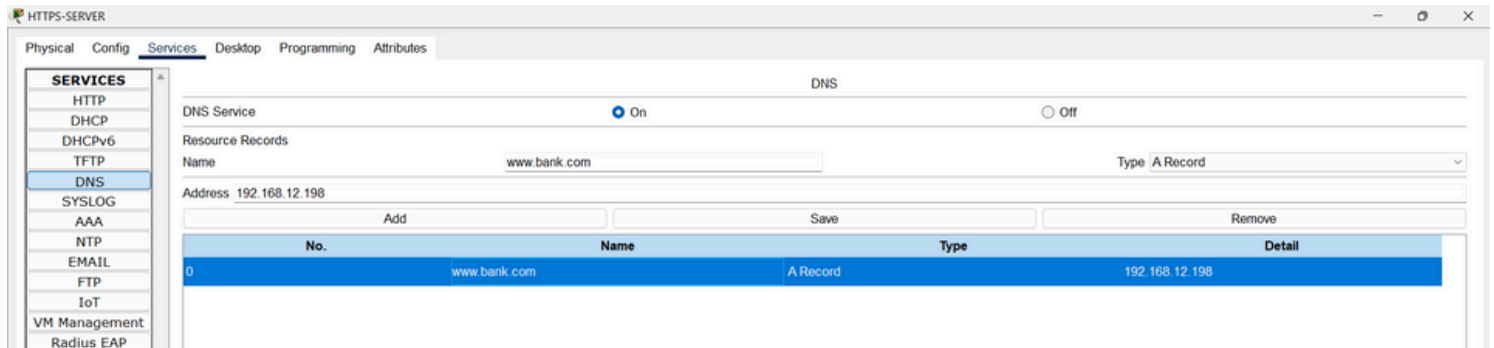 HTTPS-SERVER
Physical Config Services Desktop Programming Attributes
SERVICES
HTTP
DHCP
DHCPv6
TFTP
DNS
SYSLOG
AAA
NTP
EMAIL
FTP
IoT
VM Management
Radius EAP
DNS
DNS Service On Off
Resource Records
Name www.bank.com Type A Record
Address 192.168.12.198
Add Save Remove
No. Name Type Detail
0 www.bank.com A Record 192.168.12.198